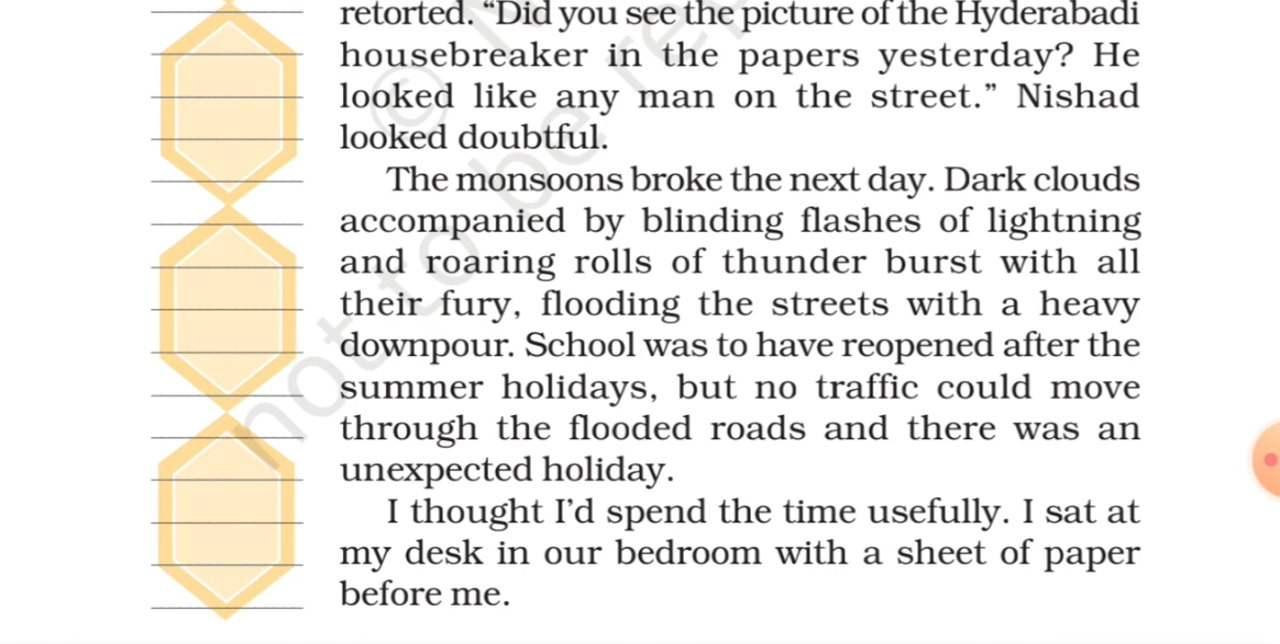 retorted. “Did you see the picture of the Hyderabadi
housebreaker in the papers yesterday? He
looked like any man on the street.” Nishad
looked doubtful.
The monsoons broke the next day. Dark clouds
accompanied by blinding flashes of lightning
and roaring rolls of thunder burst with all
their fury, flooding the streets with a heavy
downpour. School was to have reopened after the
summer holidays, but no traffic could move
through the flooded roads and there was an
unexpected holiday.
I thought I’d spend the time usefully. I sat at
my desk in our bedroom with a sheet of paper
before me.
©
not to be